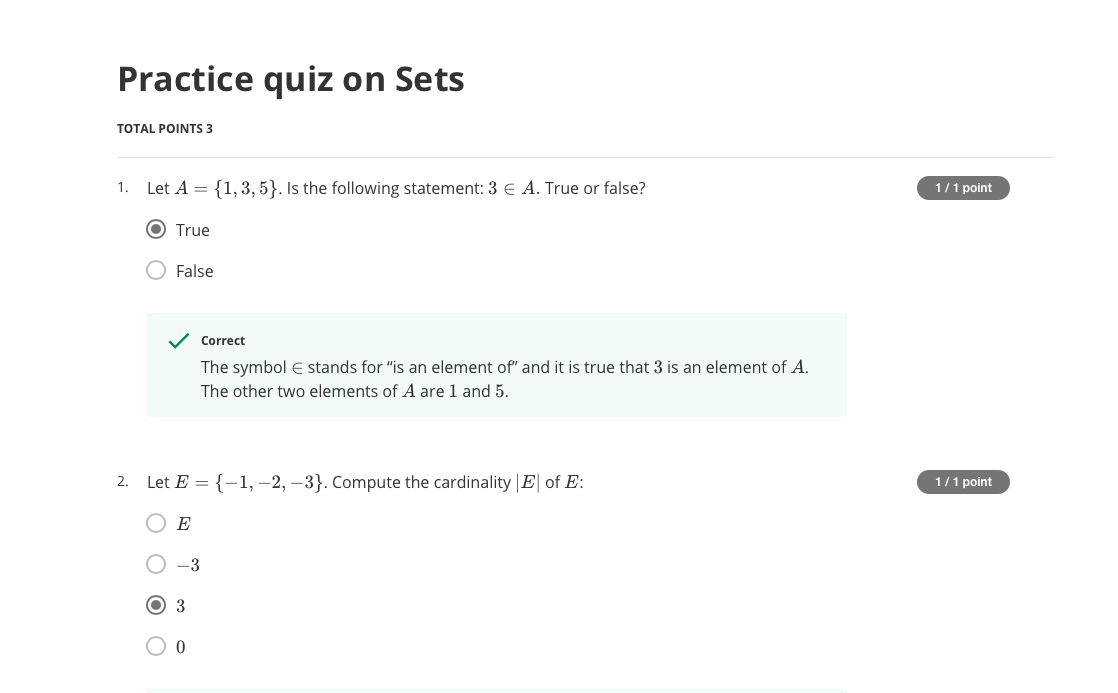 Practice quiz on Sets
TOTAL POINTS 3
1. Let A = {1, 3, 5}. Is the following statement: 3 ∈ A. True or false?
1 / 1 point
True
False
Correct
The symbol ∈ stands for “is an element of” and it is true that 3 is an element of A.
The other two elements of A are 1 and 5.
2. Let E = {−1, −2, −3}. Compute the cardinality |E| of E:
1 / 1 point
E
−3
3
0